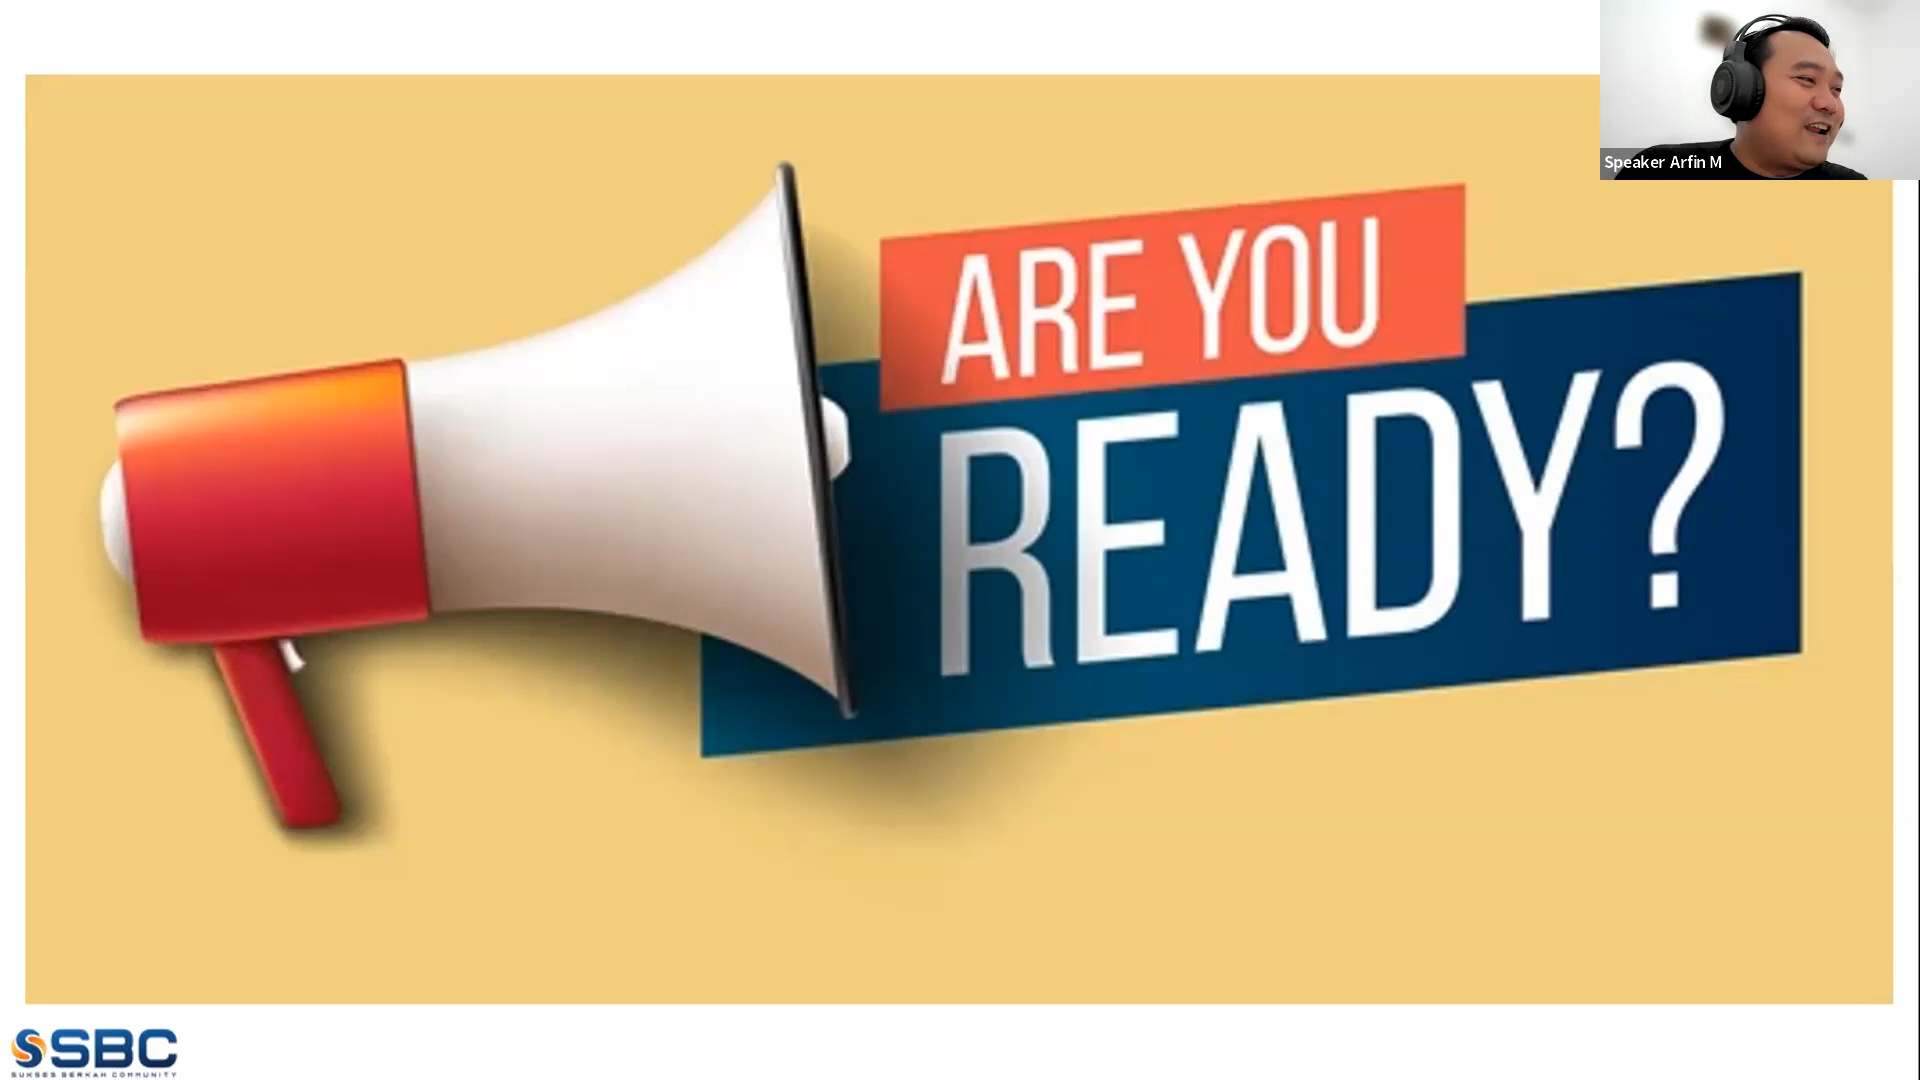 Speaker Arfin M
ARE YOU
READY?
SBC
SUKSES BERKAH COMMUNITY